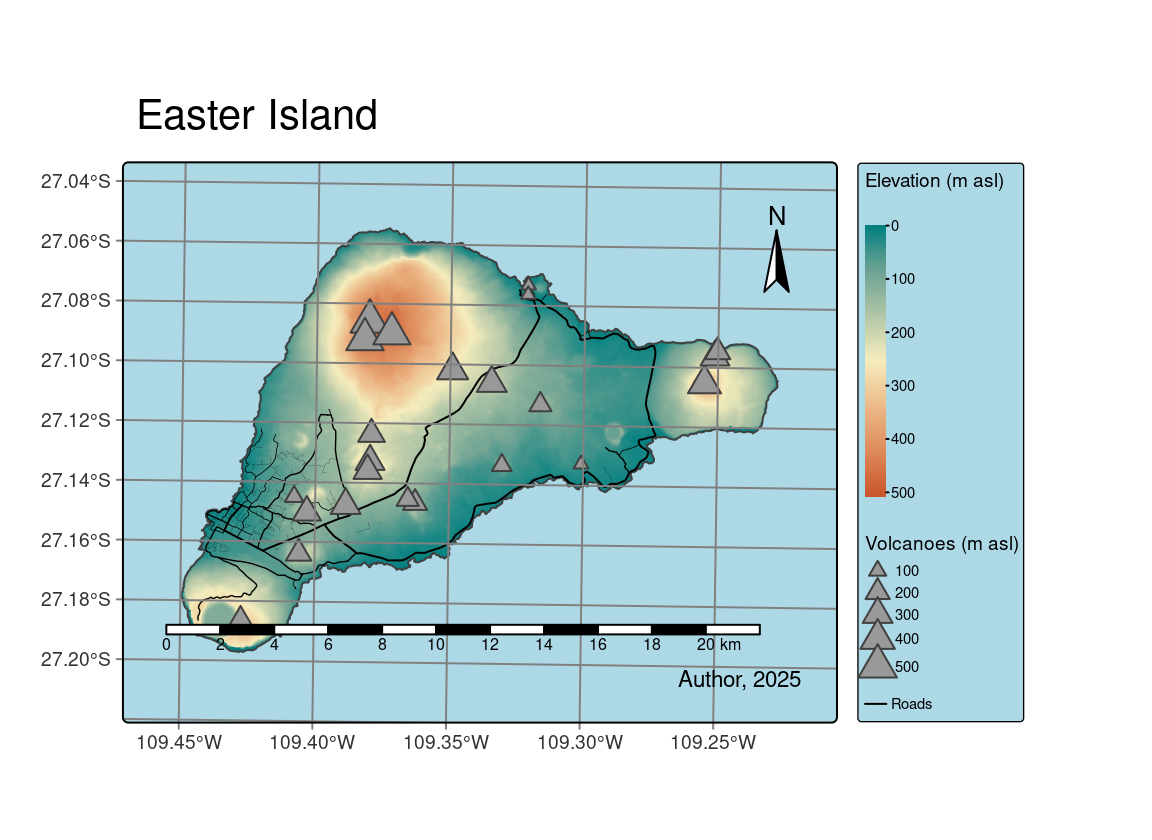 Easter Island
27.04°S
27.06°S
27.08°S
27.10°S
27.12°S
27.14°S
27.16°S
27.18°S
27.20°S
109.45°W 109.40°W 109.35°W 109.30°W 109.25°W
N
0 2 4 6 8 10 12 14 16 18 20 km
Author, 2025
Elevation (m asl)
0
100
200
300
400
500
Volcanoes (m asl)
100
200
300
400
500
Roads